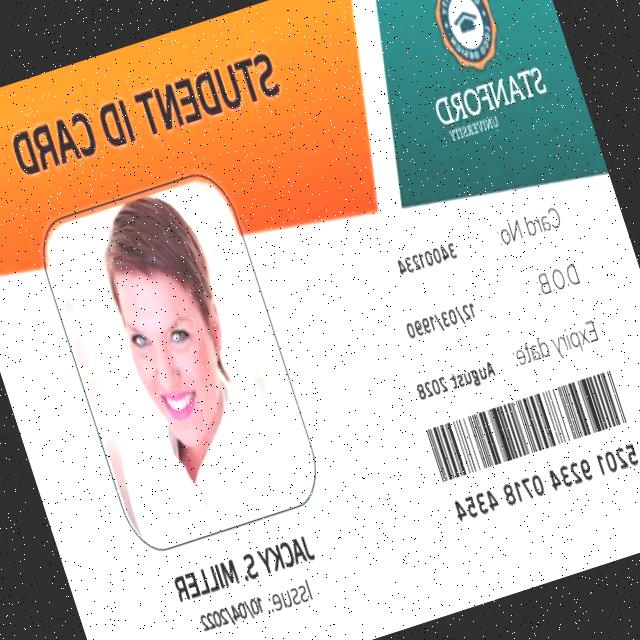 STUDENT ID CARD
STANFORD
UNIVERSITY
Card No 34001234
D.O.B 12/03/1990
Expiry date August 2028
5201 9234 0718 4354
JACKY S. MILLER
Issue: 10/04/2022